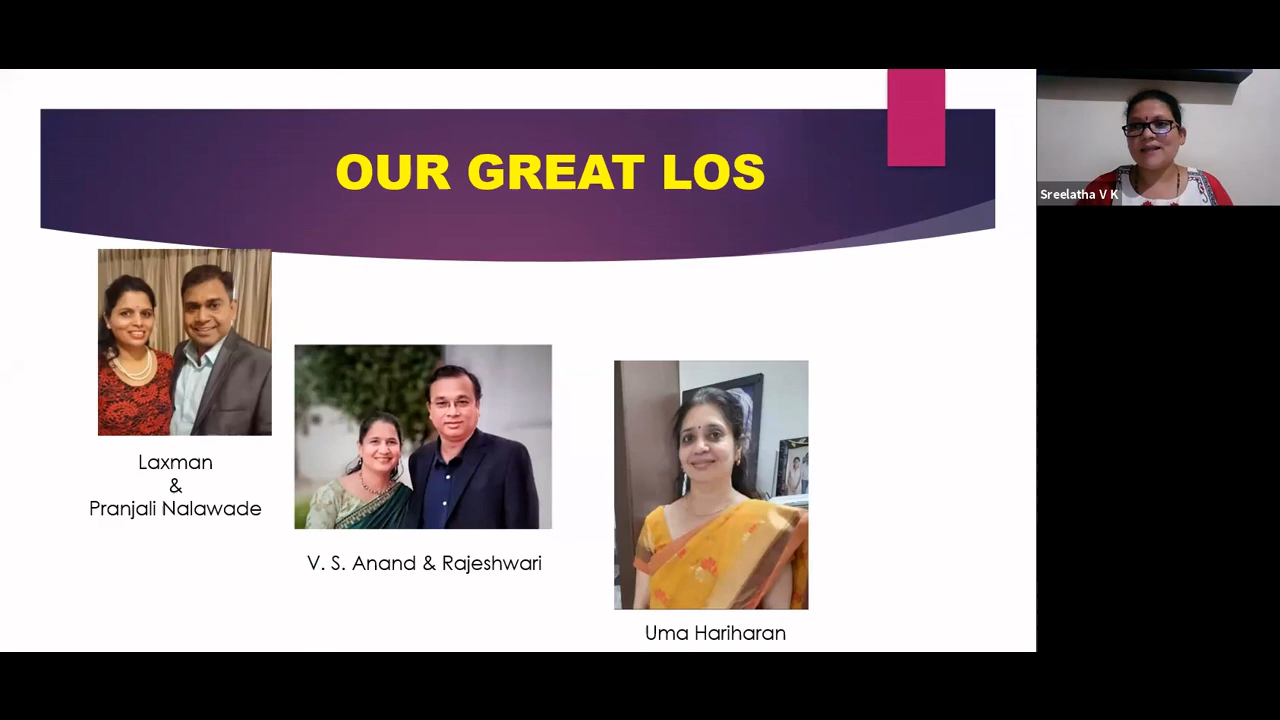 OUR GREAT LOS
Sreelatha V K
Laxman
&
Pranjali Nalawade
V. S. Anand & Rajeshwari
Uma Hariharan